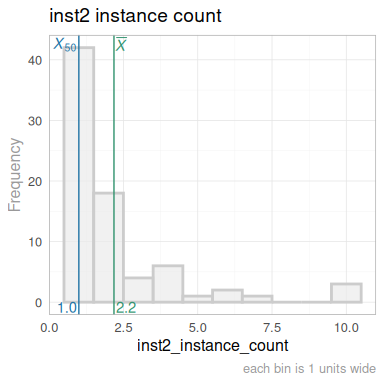 inst2 instance count
X̃50 X̅
Frequency
40
30
20
10
0
1.0 2.2
0.0 2.5 5.0 7.5 10.0
inst2_instance_count
each bin is 1 units wide